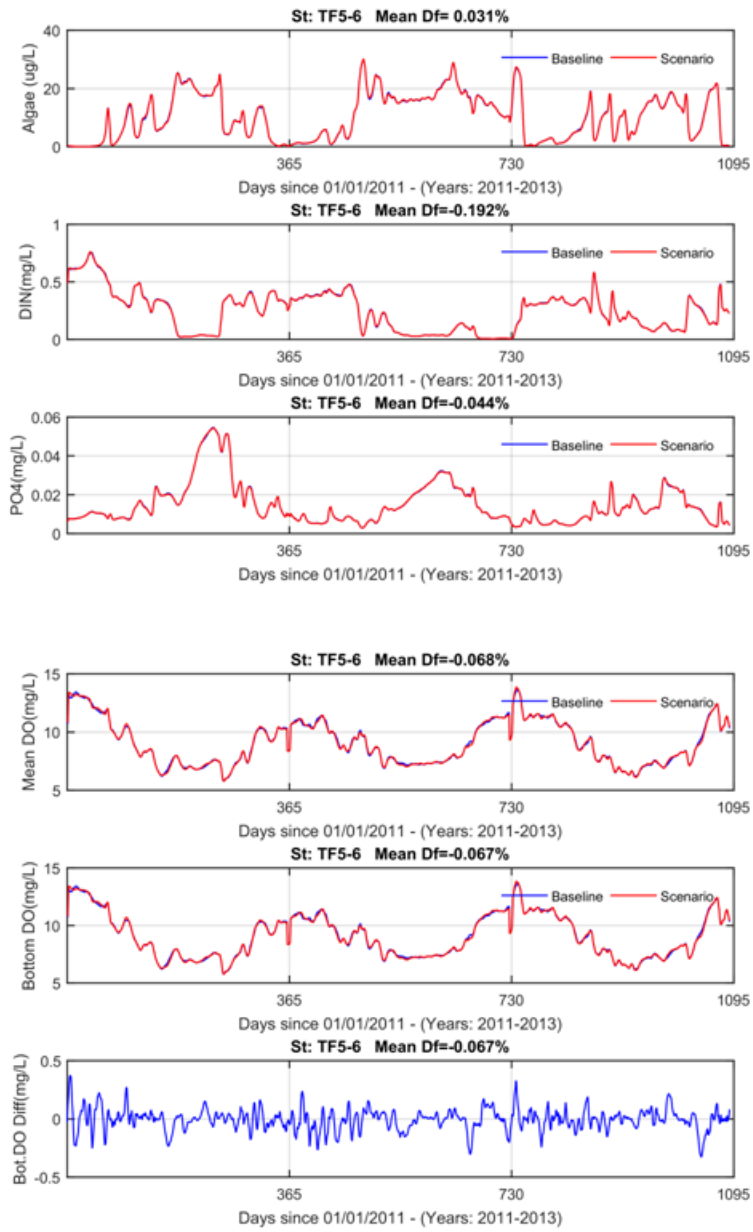 St: TF5-6 Mean Df= 0.031%
40
20
0
Algae (ug/L)
Baseline
Scenario
365
730
1095
Days since 01/01/2011 - (Years: 2011-2013)
St: TF5-6 Mean Df=-0.192%
1
0.5
0
DIN(mg/L)
Baseline
Scenario
365
730
1095
Days since 01/01/2011 - (Years: 2011-2013)
St: TF5-6 Mean Df=-0.044%
0.06
0.04
0.02
0
PO4(mg/L)
Baseline
Scenario
365
730
1095
Days since 01/01/2011 - (Years: 2011-2013)
St: TF5-6 Mean Df=-0.068%
15
10
5
Mean DO(mg/L)
Baseline
Scenario
365
730
1095
Days since 01/01/2011 - (Years: 2011-2013)
St: TF5-6 Mean Df=-0.067%
15
10
5
Bottom DO(mg/L)
Baseline
Scenario
365
730
1095
Days since 01/01/2011 - (Years: 2011-2013)
St: TF5-6 Mean Df=-0.067%
0.5
0
-0.5
Bot.DO Diff(mg/L)
365
730
1095
Days since 01/01/2011 - (Years: 2011-2013)